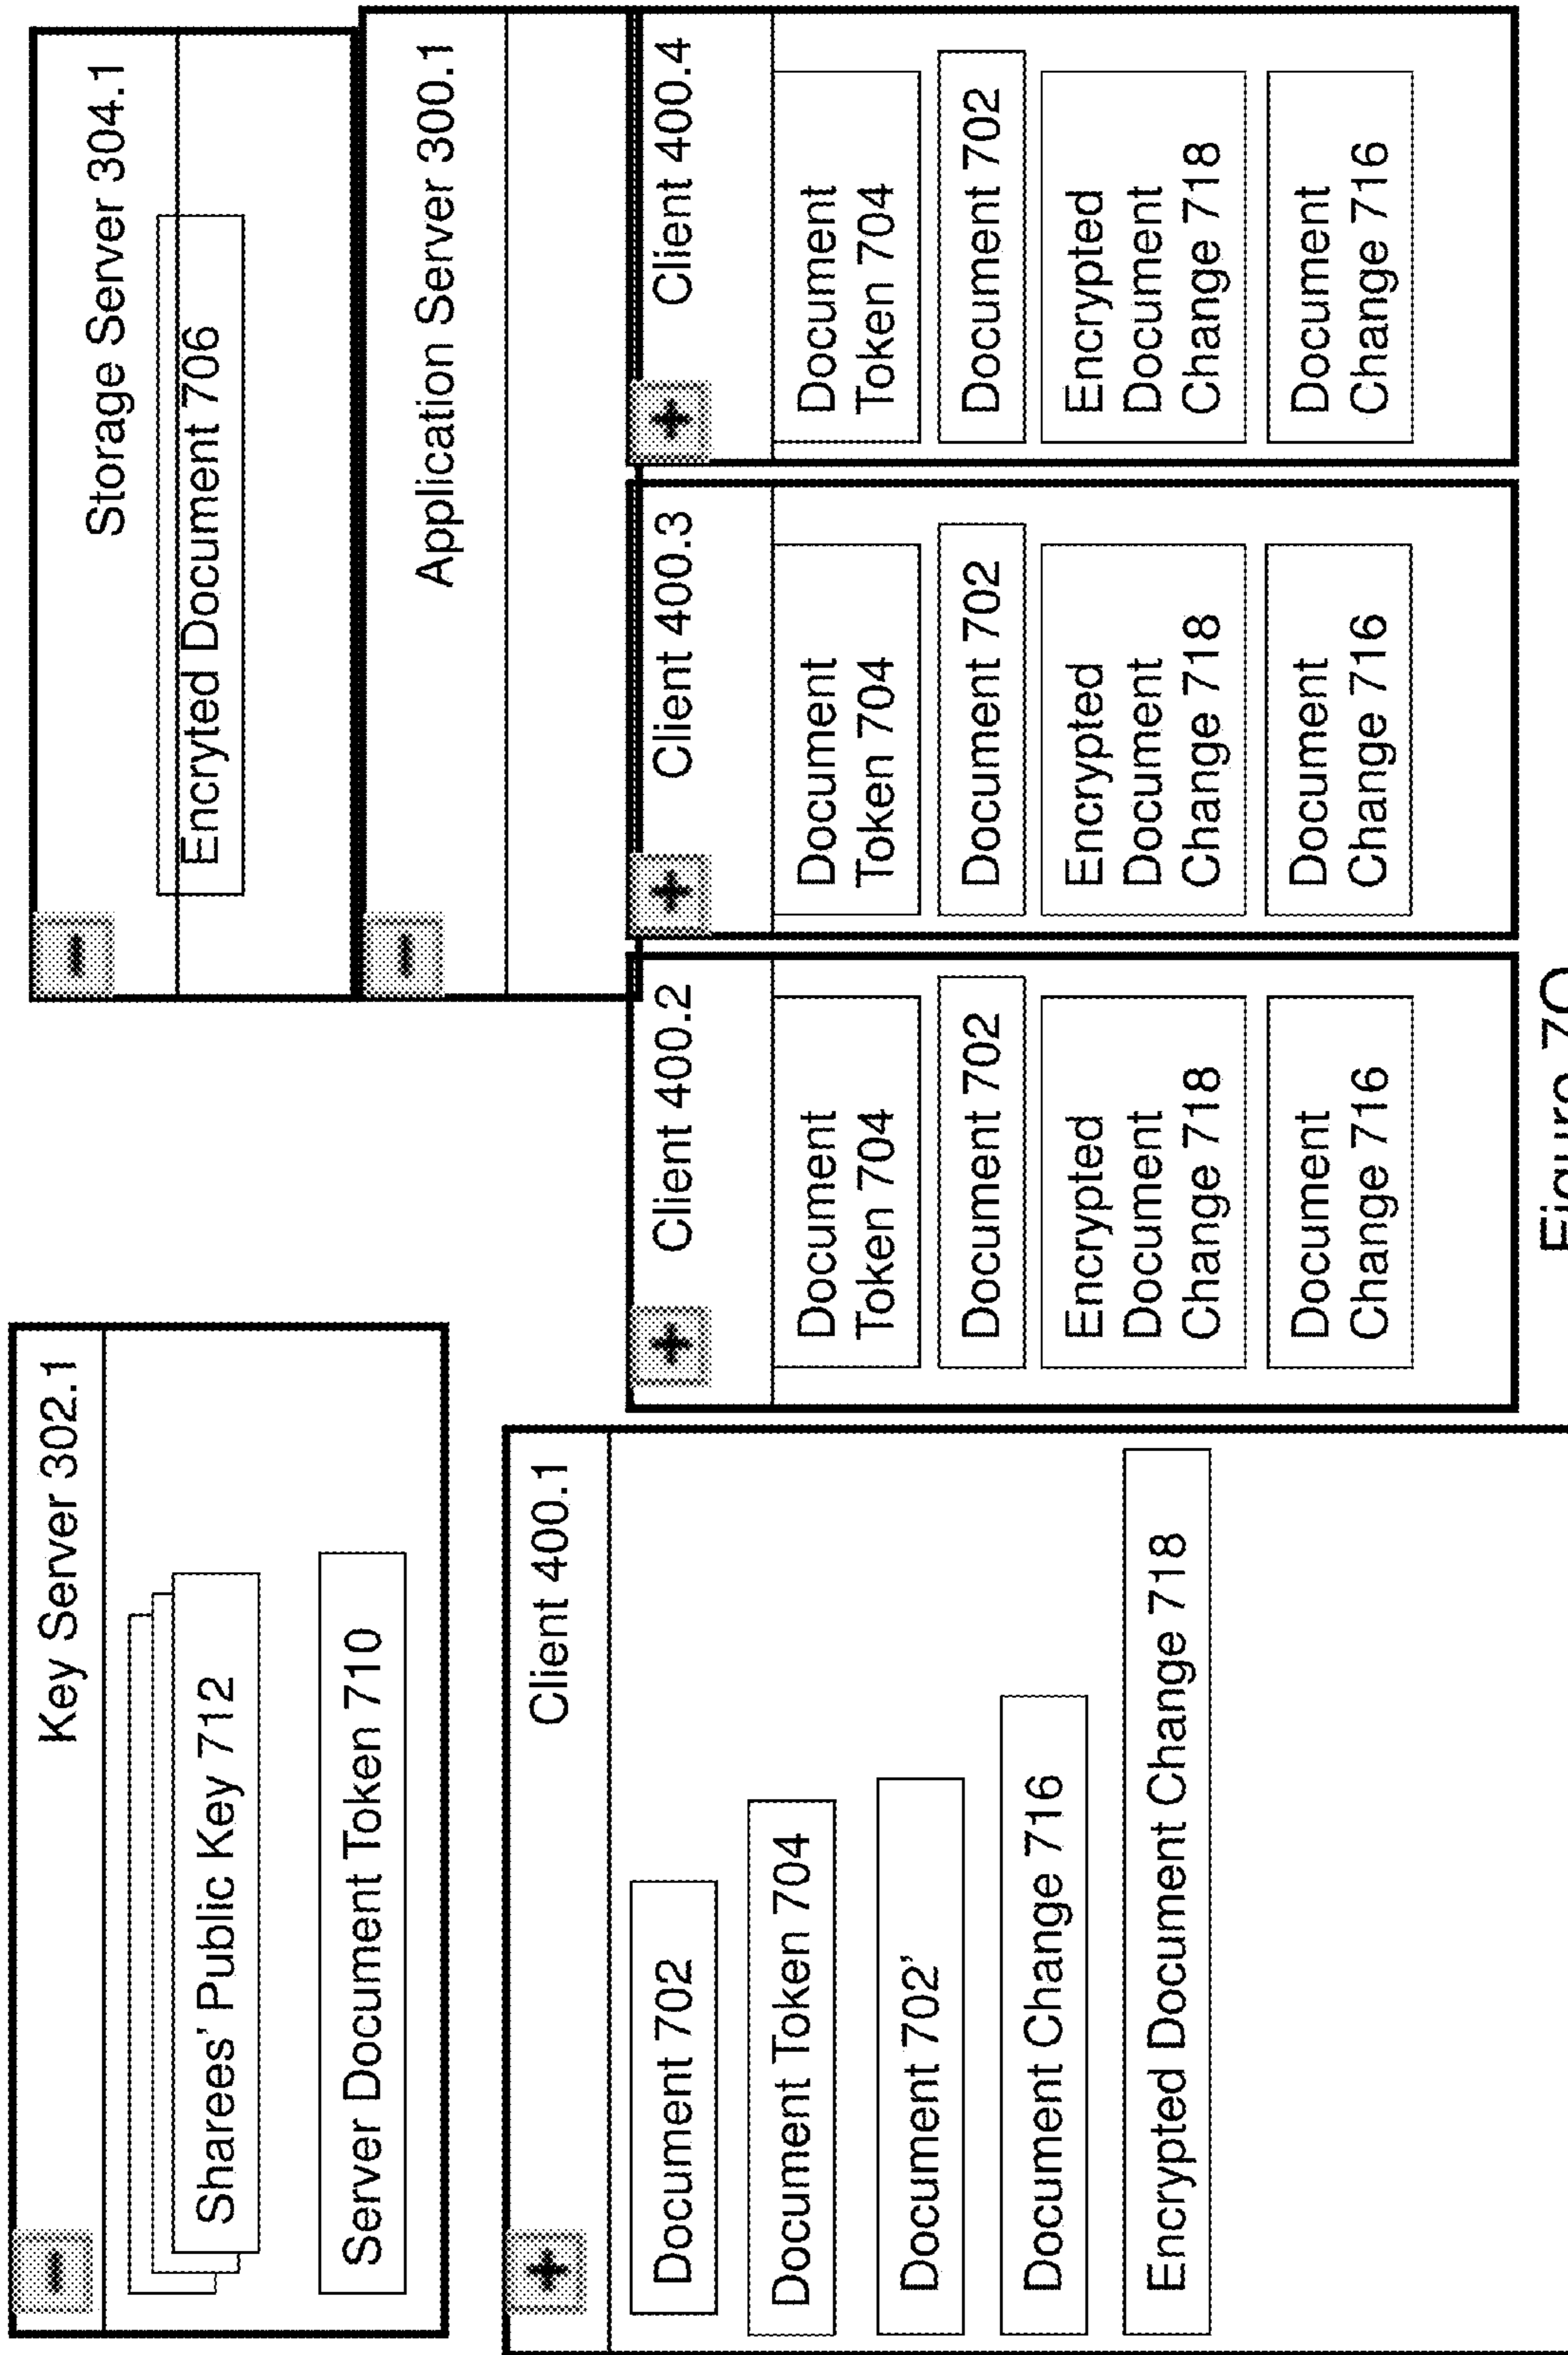 Key Server 302.1
Sharees' Public Key 712
Server Document Token 710
Storage Server 304.1
Encryted Document 706
Application Server 300.1
Client 400.1
Document 702
Document Token 704
Document 702'
Document Change 716
Encrypted Document Change 718
Client 400.2
Document
Token 704
Document 702
Encrypted
Document
Change 718
Document
Change 716
Client 400.3
Document
Token 704
Document 702
Encrypted
Document
Change 718
Document
Change 716
Client 400.4
Document
Token 704
Document 702
Encrypted
Document
Change 718
Document
Change 716
Figure